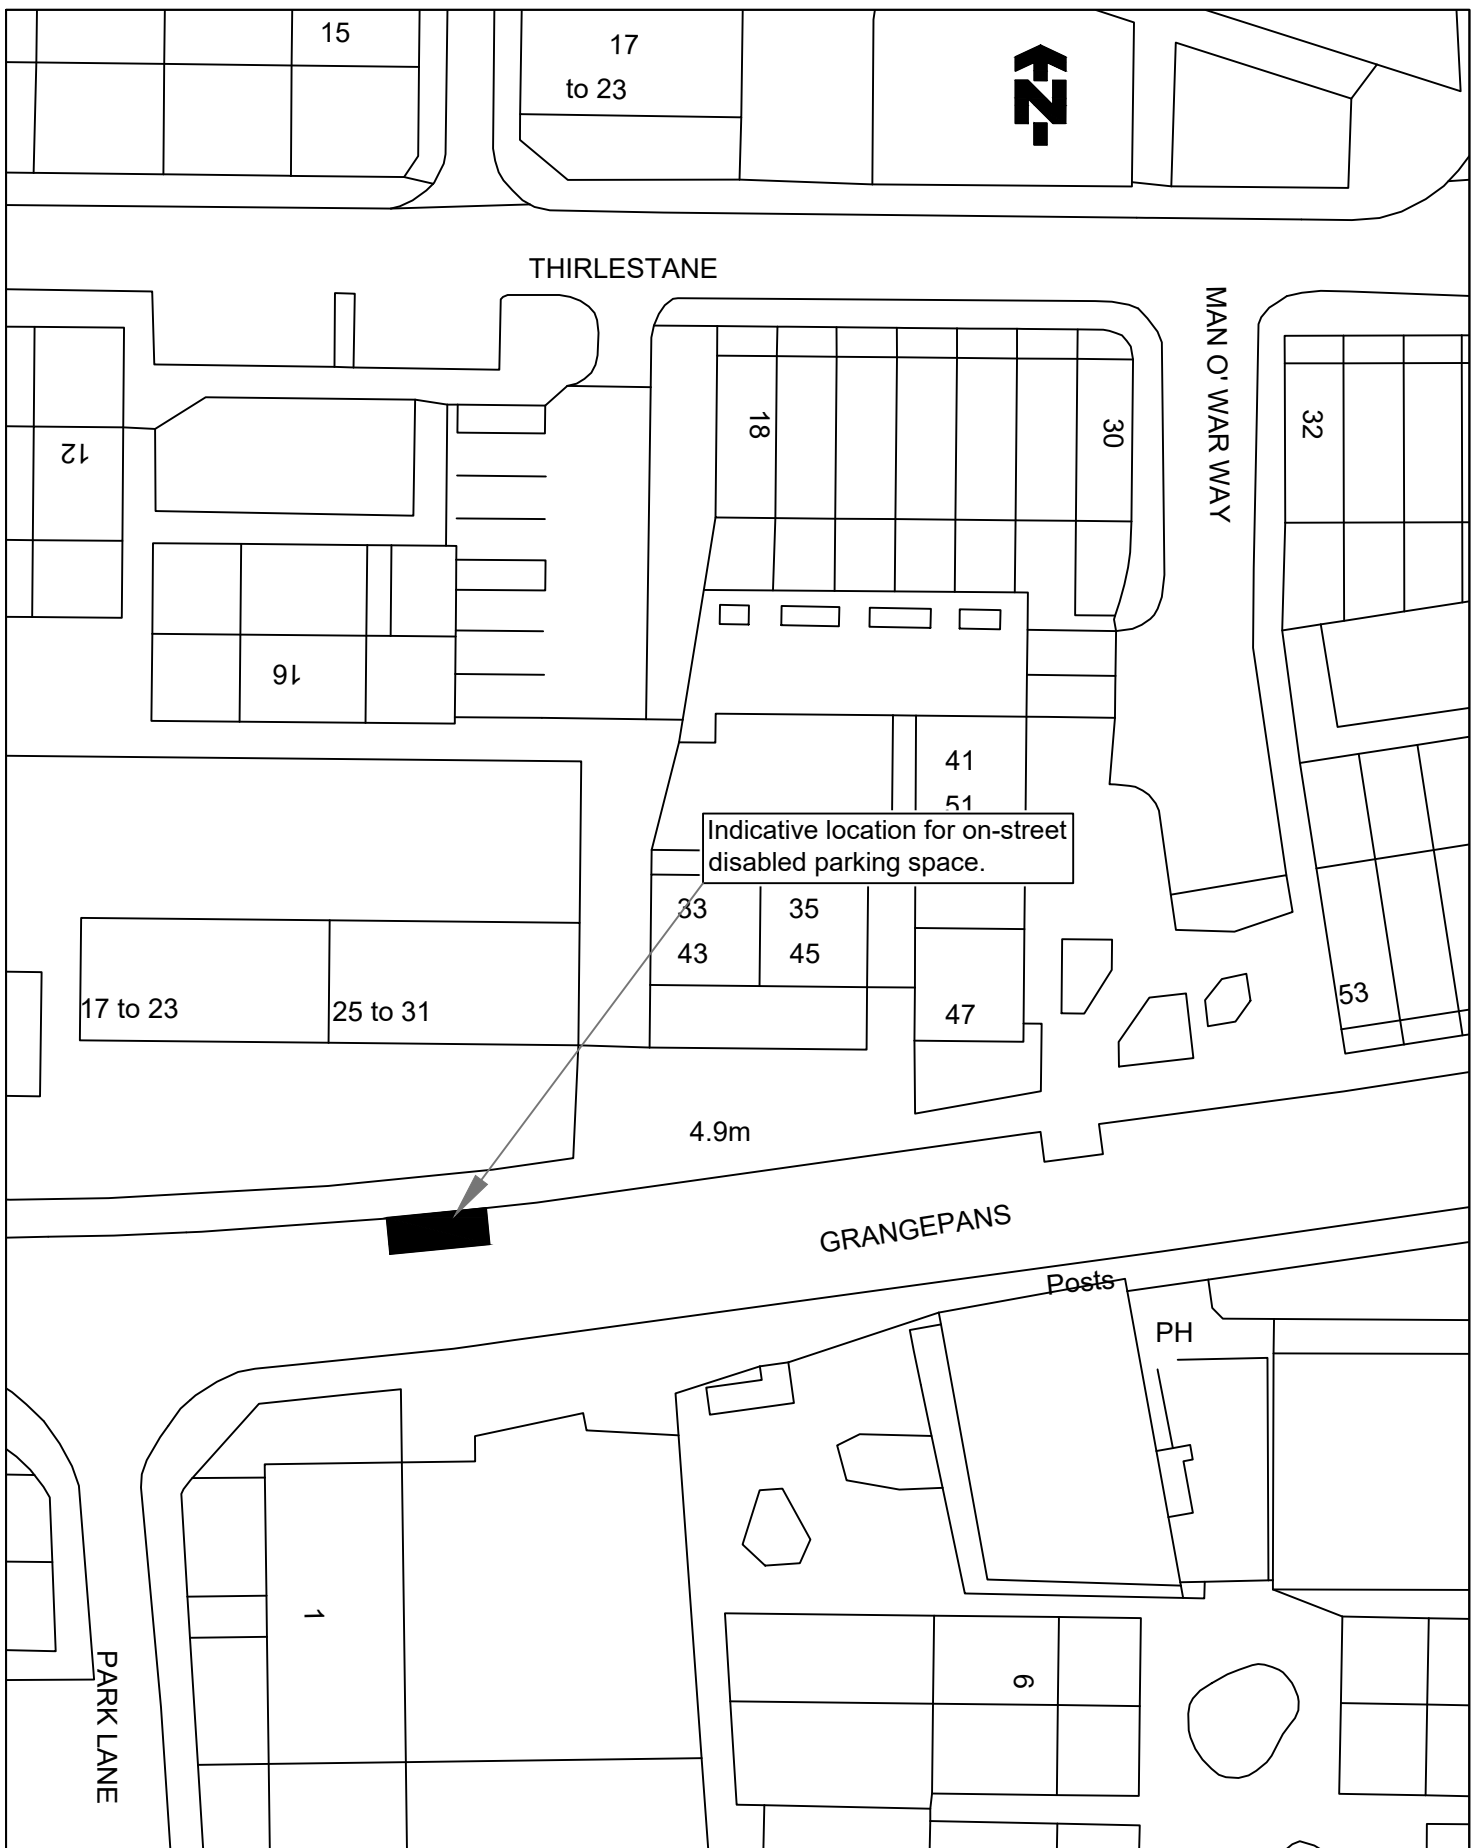 15
17
to 23
N
THIRLESTANE
MAN O' WAR WAY
12
18
30
32
16
41
51
Indicative location for on-street
disabled parking space.
33
35
43
45
17 to 23
25 to 31
47
53
4.9m
GRANGEPANS
Posts
PH
1
6
PARK LANE